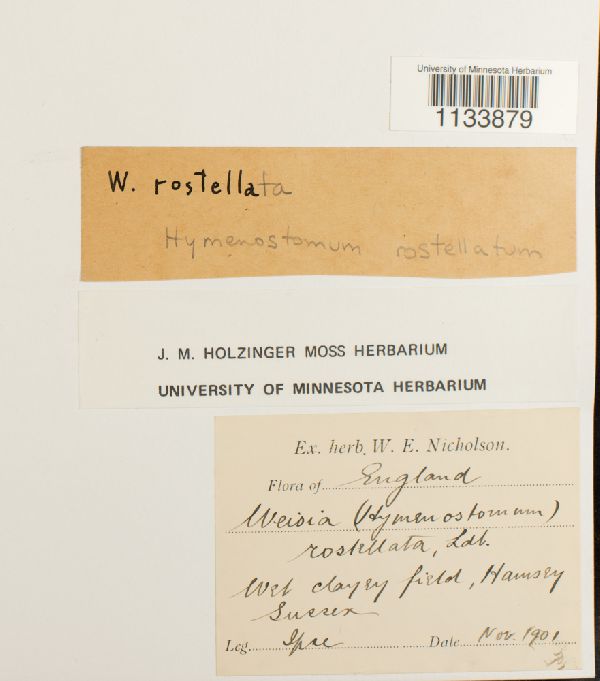 University of Minnesota Herbarium
1133879
W. rostellata
Hymenostomum rostellatum
J. M. HOLZINGER MOSS HERBARIUM
UNIVERSITY OF MINNESOTA HERBARIUM
Ex. herb. W. E. Nicholson.
Flora of England
Weisia (Hymenostomum)
rostellata, Ldb.
Wet clayey field, Hamsey
Sussex
Leg. Ipse Date Nov. 1901